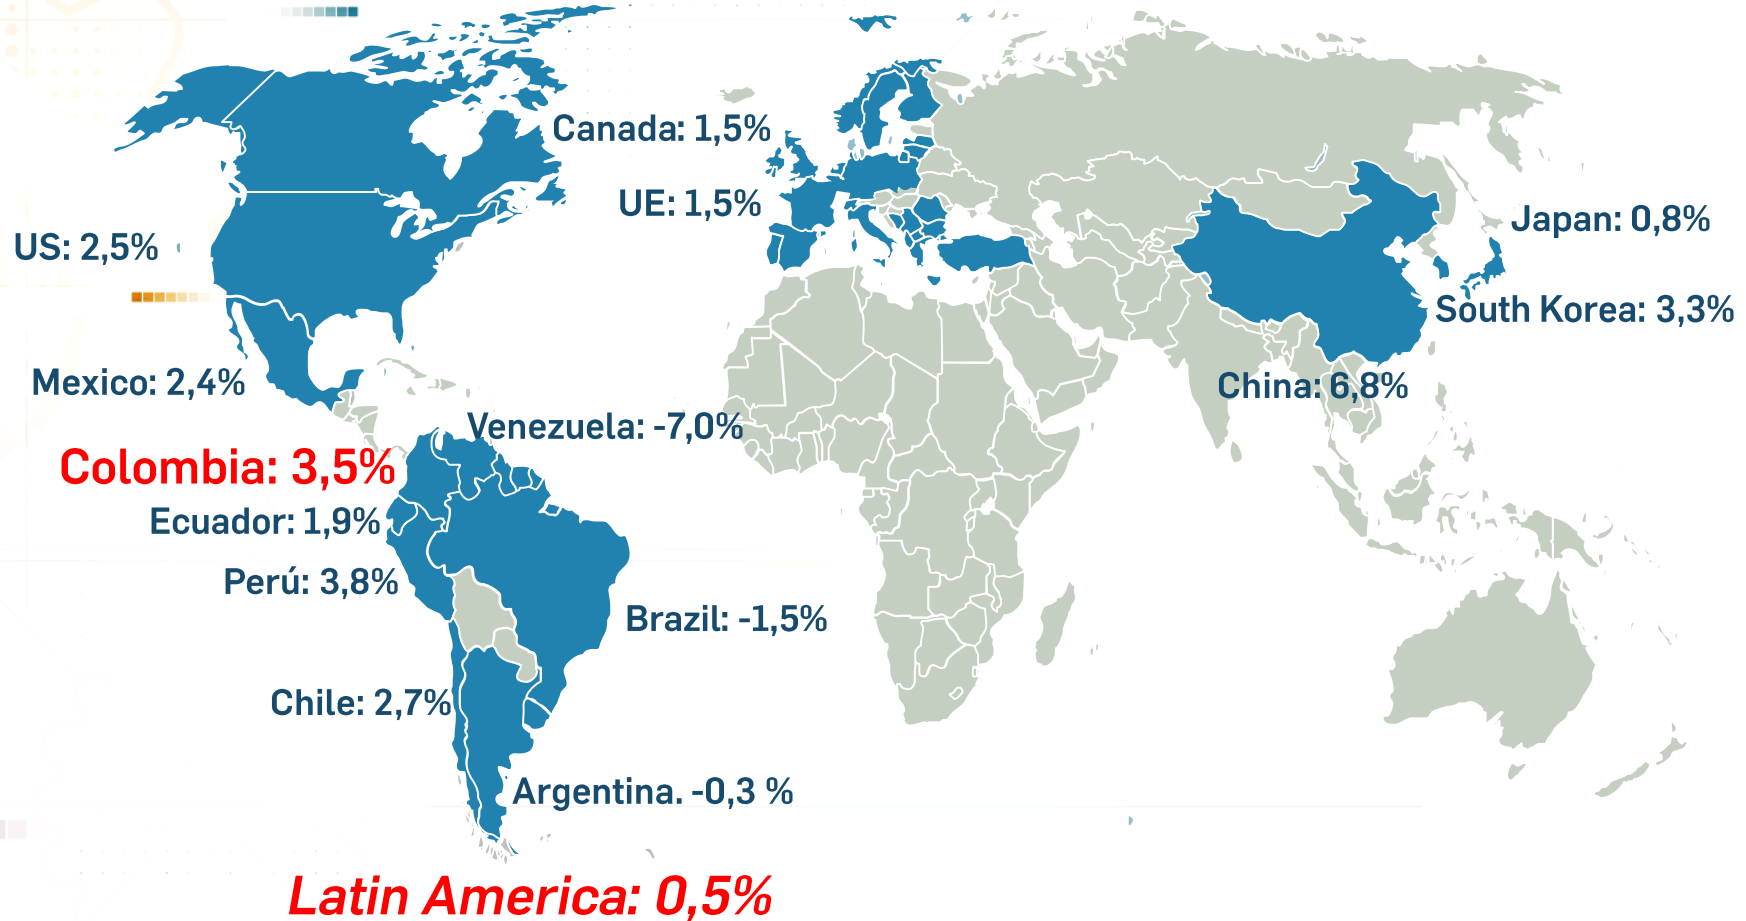 Canada: 1,5%
UE: 1,5%
US: 2,5%
Japan: 0,8%
South Korea: 3,3%
Mexico: 2,4%
China: 6,8%
Venezuela: -7,0%
Colombia: 3,5%
Ecuador: 1,9%
Perú: 3,8%
Brazil: -1,5%
Chile: 2,7%
Argentina. -0,3 %
Latin America: 0,5%